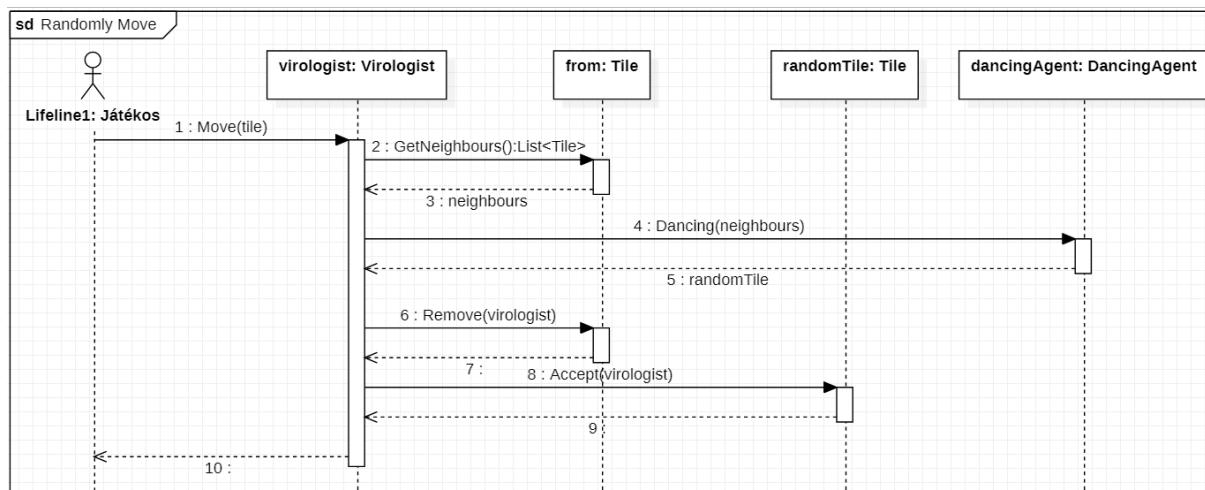 sd Randomly Move
virologist: Virologist
from: Tile
randomTile: Tile
dancingAgent: DancingAgent
Lifeline1: Játékos
1 : Move(tile)
2 : GetNeighbours():List<Tile>
3 : neighbours
4 : Dancing(neighbours)
5 : randomTile
6 : Remove(virologist)
7 :
8 : Accept(virologist)
9 :
10 :